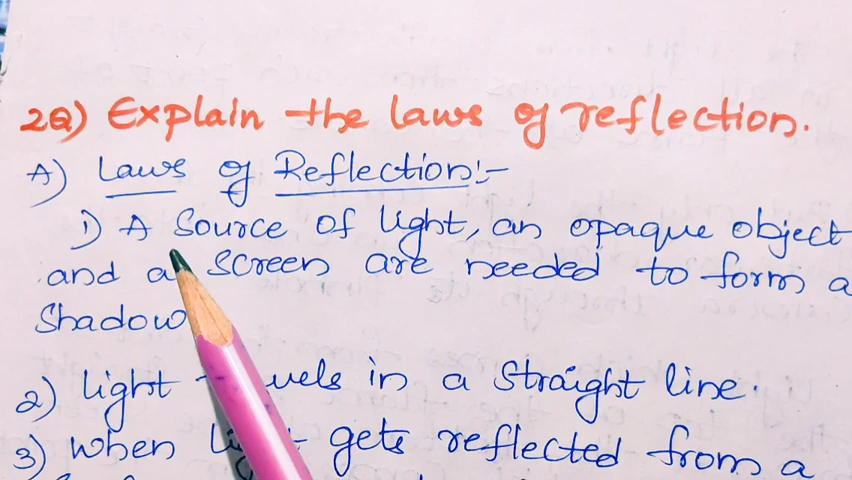 2Q) Explain the laws of reflection.
A) Laws of Reflection:-
1) A source of light, an opaque object
and a screen are needed to form a
shadow
2) light in a straight line.
3) when gets reflected from a